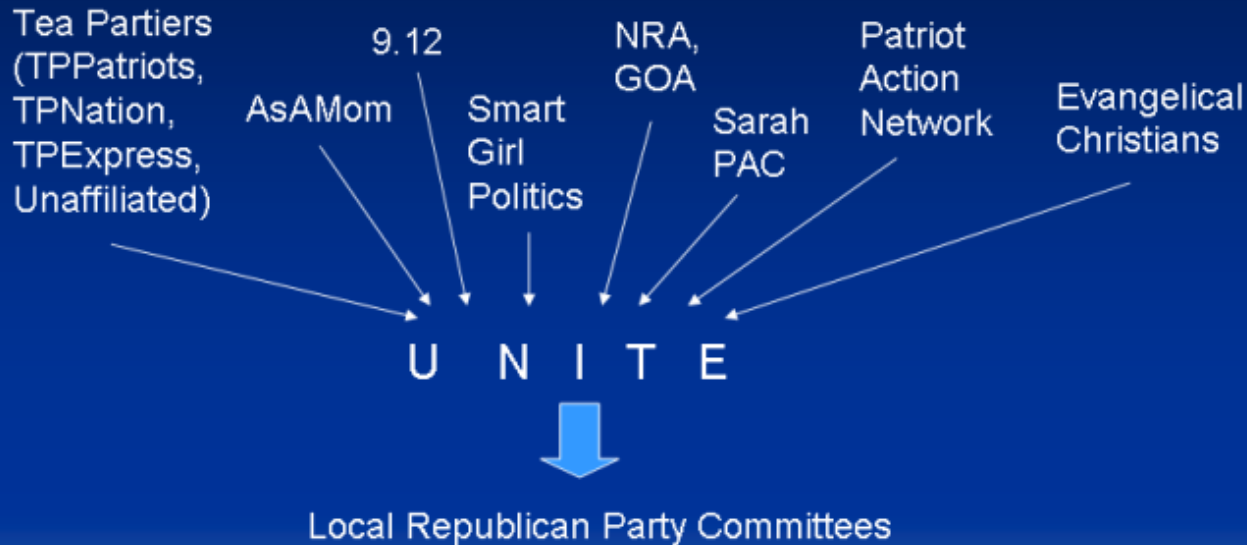 Tea Partiers
(TPPatriots,
TPNation,
TPExpress,
Unaffiliated)
AsAMom
9.12
Smart
Girl
Politics
NRA,
GOA
Sarah
PAC
Patriot
Action
Network
Evangelical
Christians
U N I T E
Local Republican Party Committees